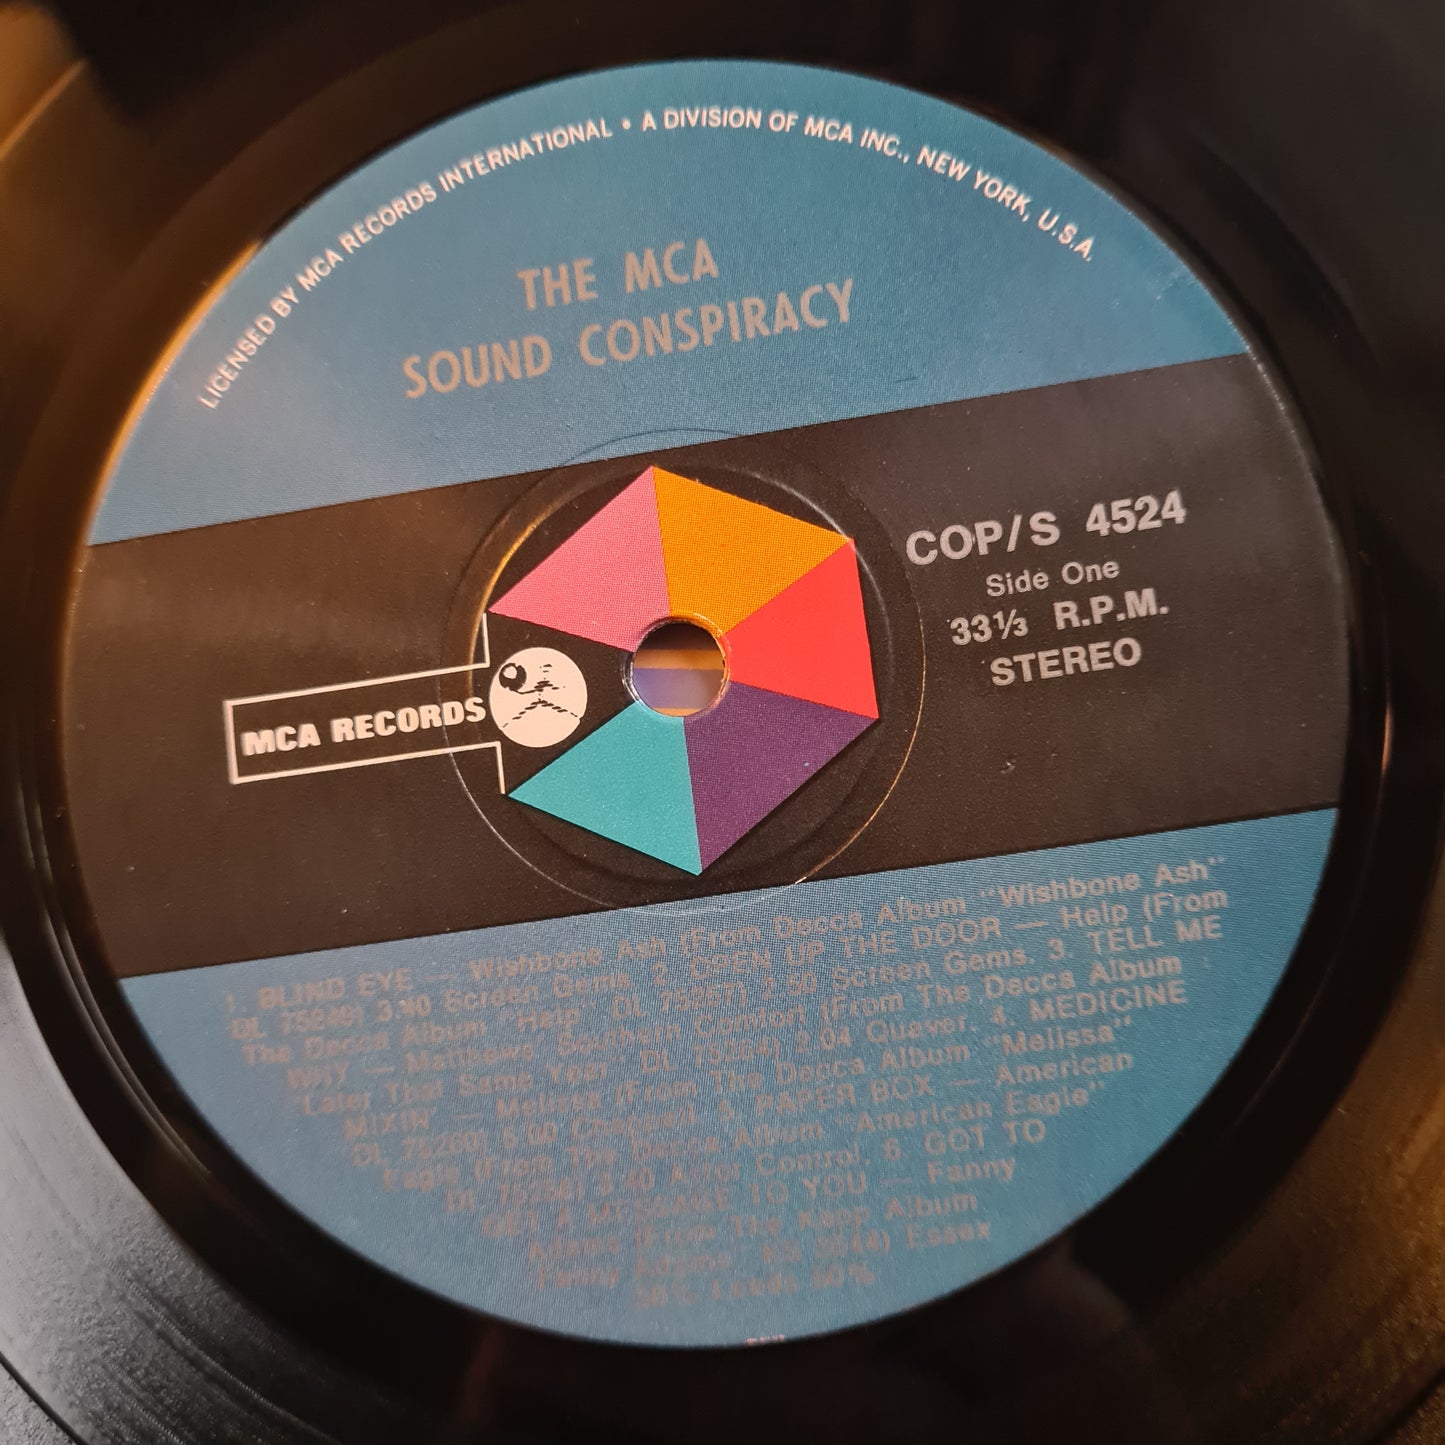 LICENSED BY MCA RECORDS INTERNATIONAL • A DIVISION OF MCA INC., NEW YORK, U.S.A.
THE MCA
SOUND CONSPIRACY
COP/S 4524
Side One
33⅓ R.P.M.
STEREO
MCA RECORDS
1. BLIND EYE — Wishbone Ash (From Decca Album "Wishbone Ash"
DL 75249) 3:40 Screen Gems. 2. OPEN UP THE DOOR — Help (From
The Decca Album "Help" DL 75257) 2.50 Screen Gems. 3. TELL ME
WHY — Matthews' Southern Comfort (From The Decca Album
Later That Same Year" DL 75264) 2.04 Quaver. 4. MEDICINE
MIXIN' — Melissa (From The Decca Album "Melissa"
DL 75260) 5.00 5. PAPER BOX — American
Eagle (From The Decca Album "American Eagle"
DL 3.40 Control. 6. GOT TO
GET A MESSAGE TO YOU — Fanny
Adams (From The Kapp Album
Fanny Adams" 3644) Essex
50% Leeds 50%